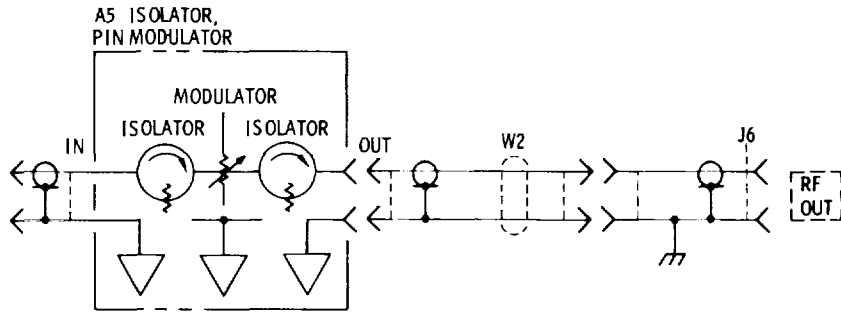 A5 ISOLATOR,
PIN MODULATOR
MODULATOR
ISOLATOR ISOLATOR
IN
OUT
W2
J6
RF
OUT